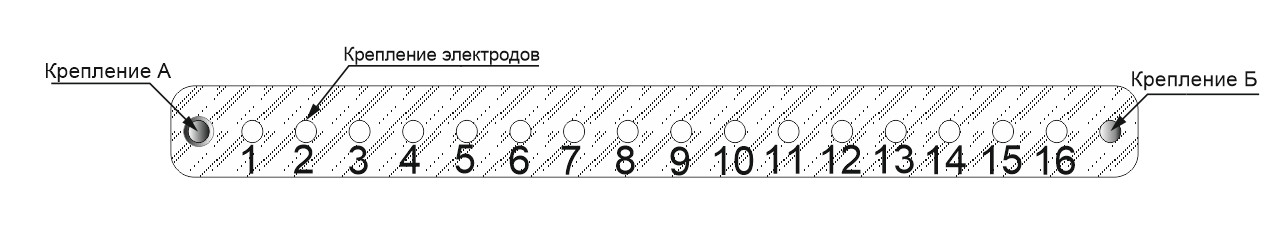 Крепление электродов
Крепление А
Крепление Б
1 2 3 4 5 6 7 8 9 10 11 12 13 14 15 16